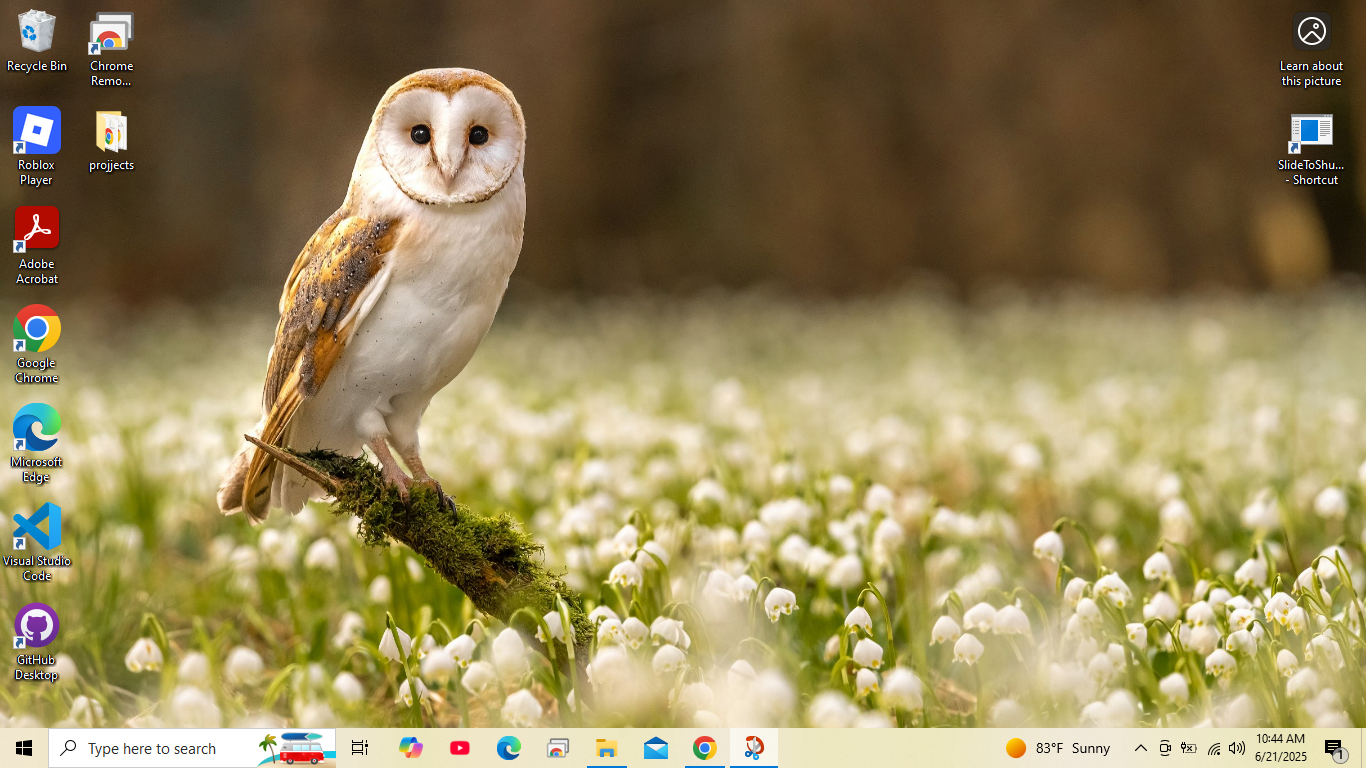 Recycle Bin
Chrome
Remo...
Roblox
Player
projjects
Adobe
Acrobat
Google
Chrome
Microsoft
Edge
Visual Studio
Code
GitHub
Desktop
Learn about
this picture
SlideToShu...
- Shortcut
Type here to search
83°F Sunny
10:44 AM
6/21/2025
1